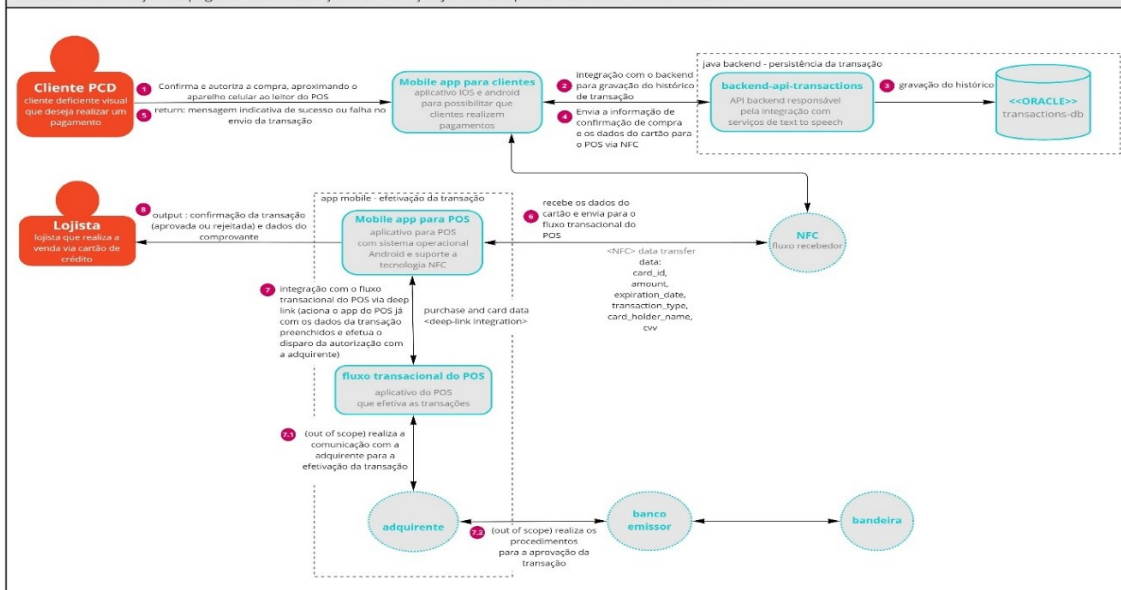 java backend - persistência da transação
Cliente PCD
cliente deficiente visual
que deseja realizar um
pagamento
1
Confirma e autoriza a compra, aproximando o
aparelho celular ao leitor do POS
5
return: mensagem indicativa de sucesso ou falha no
envio da transação
Mobile app para clientes
aplicativo IOS e android
para possibilitar que
clientes realizem
pagamentos
2
integração com o backend
para gravação do histórico
de transação
4
Envia a informação de
confirmação de compra
e os dados do cartão para
o POS via NFC
backend-api-transactions
API backend responsável
pela integração com
serviços de text to speech
3
gravação do histórico
<<ORACLE>>
transactions-db
Lojista
lojista que realiza a
venda via cartão de
crédito
8
output : confirmação da transação
(aprovada ou rejeitada) e dados do
comprovante
app mobile - efetivação da transação
Mobile app para POS
aplicativo para POS
com sistema operacional
Android e suporte a
tecnologia NFC
6
recebe os dados do
cartão e envia para o
fluxo transacional do
POS
NFC
fluxo recebedor
<NFC> data transfer
data:
card_id,
amount,
expiration_date,
transaction_type,
card_holder_name,
cvv
7
integração com o fluxo
transacional do POS via deep
link (aciona o app do POS já
com os dados da transação
preenchidos e efetua o
disparo da autorização com
a adquirente)
purchase and card data
<deep-link integration>
fluxo transacional do POS
aplicativo do POS
que efetiva as transações
7.1
(out of scope) realiza a
comunicação com a
adquirente para a
efetivação da transação
adquirente
7.2
(out of scope) realiza os
procedimentos
para a aprovação da
transação
banco
emissor
bandeira